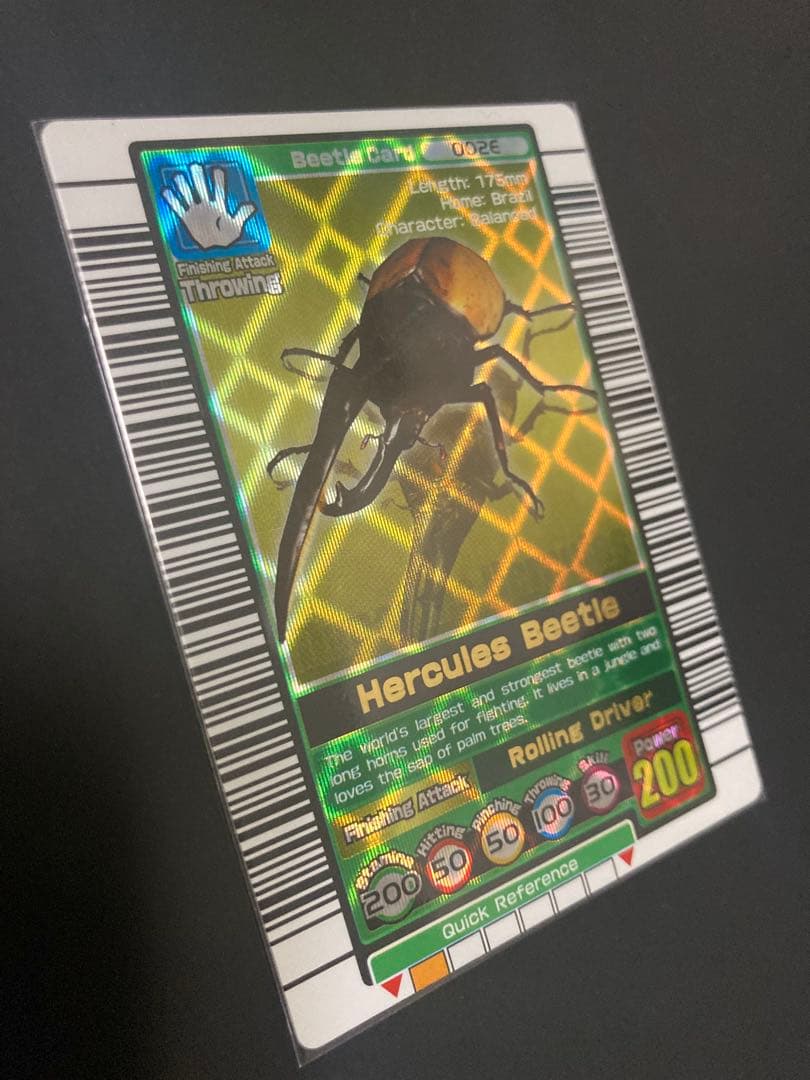 Beetle Card 002E
Length: 175mm
Home: Brazil
Character: Balanced
Finishing Attack
Throwing
Hercules Beetle
The world's largest and strongest beetle with two
long horns used for fighting. It lives in a jungle and
loves the sap of palm trees.
Finishing Attack
Rolling Driver
Stamina
200
Hitting
50
Pinching
50
Throwing
100
Skill
30
Power
200
Quick Reference